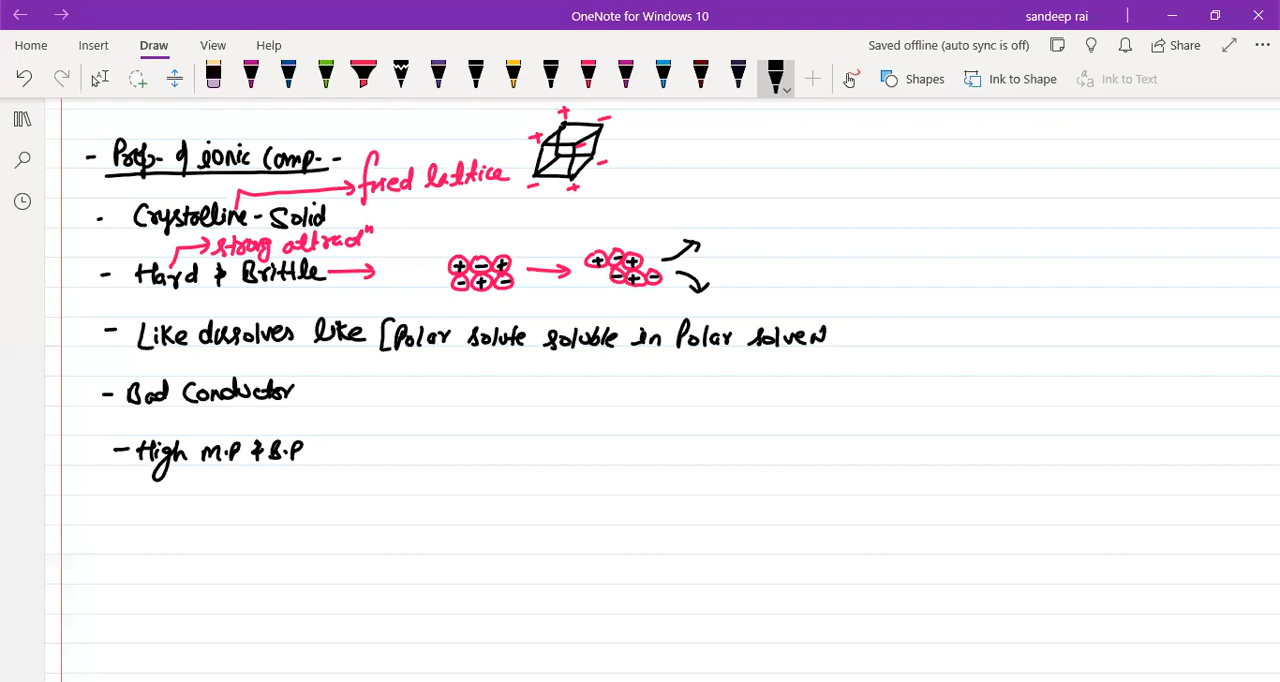 OneNote for Windows 10
sandeep rai
Home Insert Draw View Help
Saved offline (auto sync is off)
Share
Shapes
Ink to Shape
Ink to Text
- Prop. of ionic Comp. -
fixed lattice
+ - + - - - +
- Crystalline - Solid
strong attracⁿ
- Hard & Brittle
+ - +
- + -
+ - +
- + -
- Like dissolves like [Polar solute soluble in Polar solvent
- Bad Conductor
- High M.P & B.P